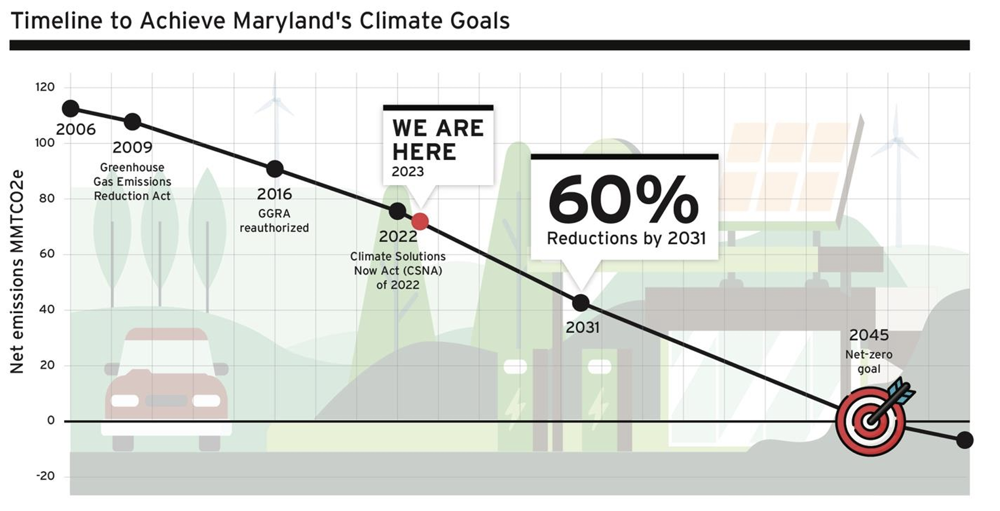 Timeline to Achieve Maryland's Climate Goals
Net emissions MMTCO2e
120
100
80
60
40
20
0
-20
2006
2009
Greenhouse
Gas Emissions
Reduction Act
2016
GGRA
reauthorized
WE ARE
HERE
2023
2022
Climate Solutions
Now Act (CSNA)
of 2022
60%
Reductions by 2031
2031
2045
Net-zero
goal